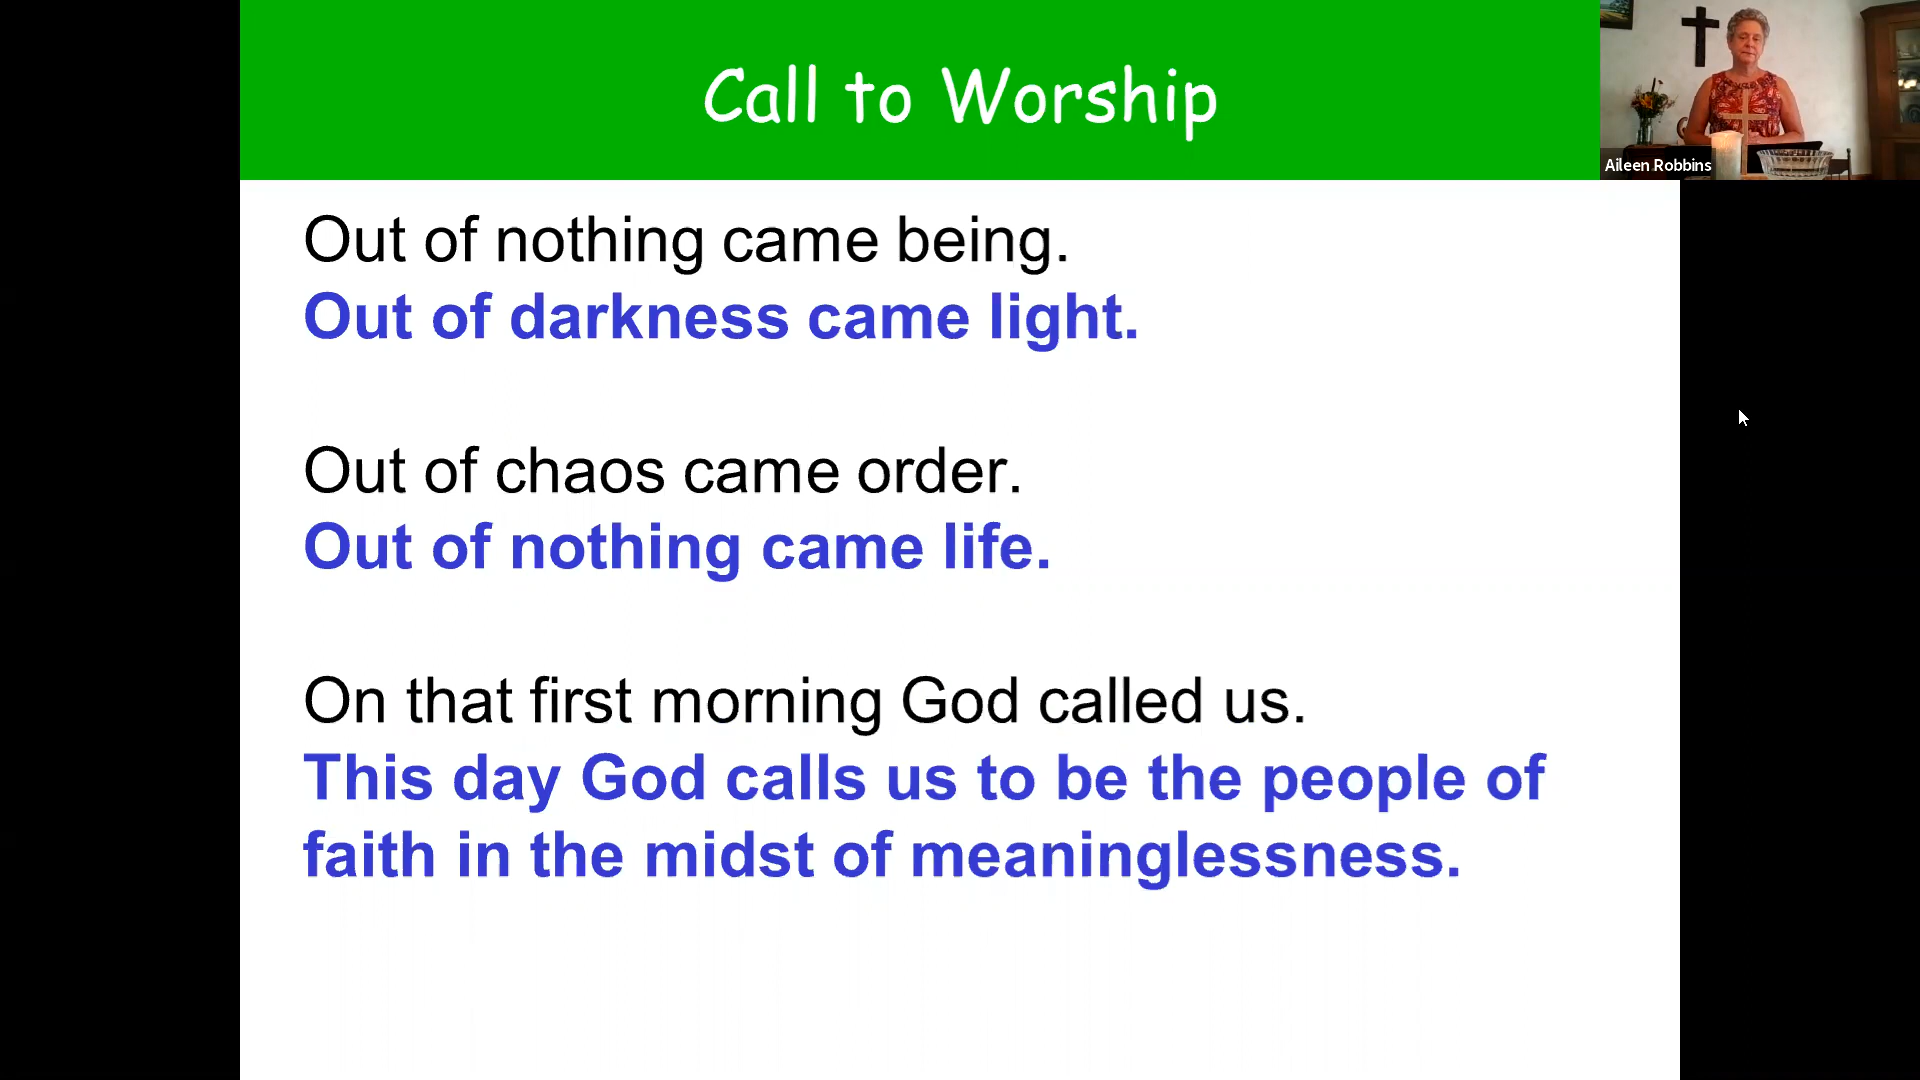 Call to Worship
Aileen Robbins
Out of nothing came being.
Out of darkness came light.
Out of chaos came order.
Out of nothing came life.
On that first morning God called us.
This day God calls us to be the people of
faith in the midst of meaninglessness.